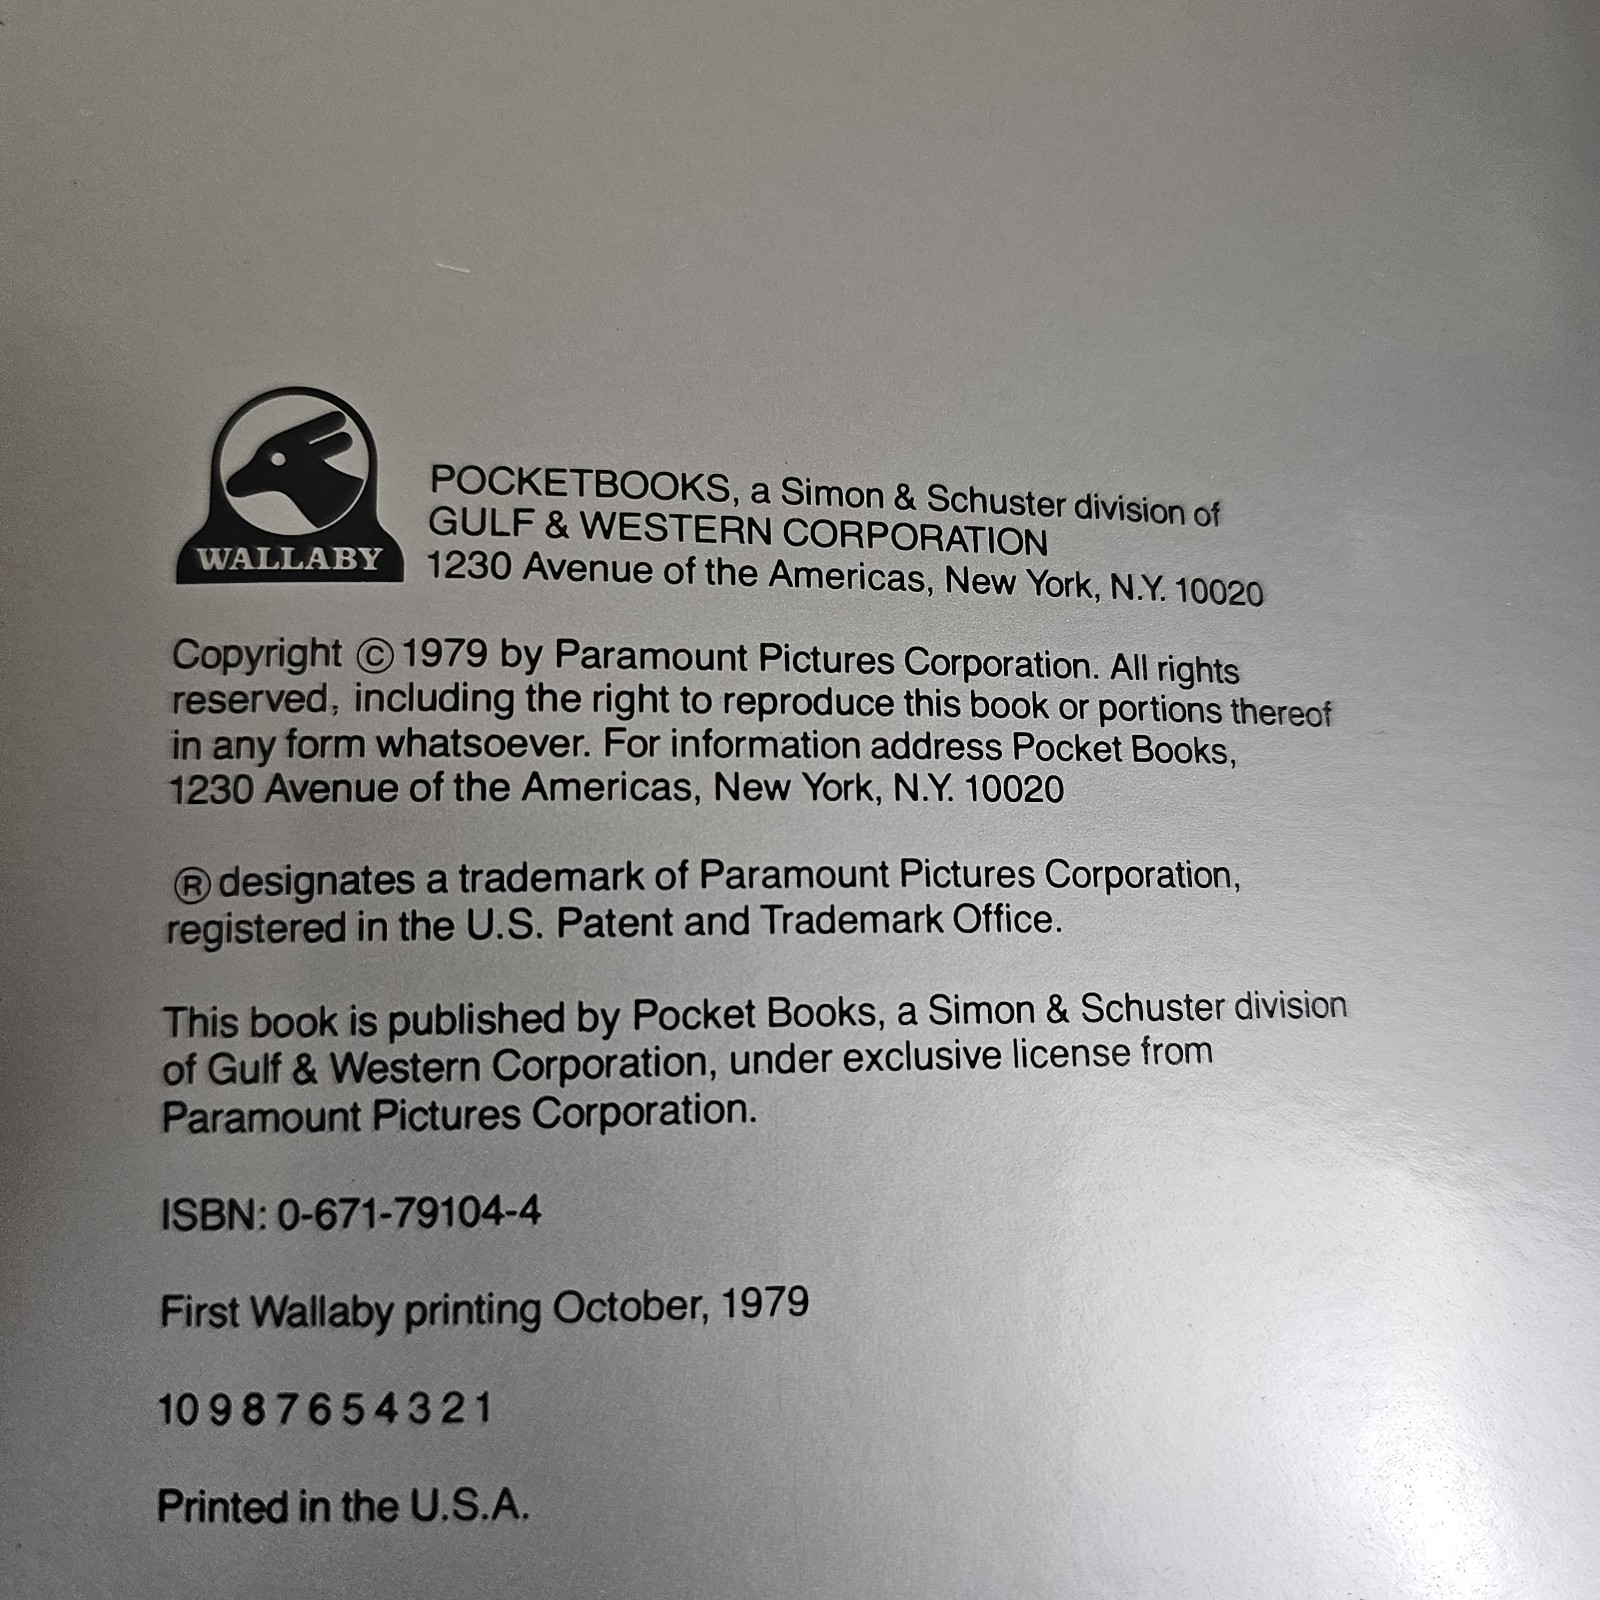 WALLABY
POCKETBOOKS, a Simon & Schuster division of
GULF & WESTERN CORPORATION
1230 Avenue of the Americas, New York, N.Y. 10020
Copyright © 1979 by Paramount Pictures Corporation. All rights
reserved, including the right to reproduce this book or portions thereof
in any form whatsoever. For information address Pocket Books,
1230 Avenue of the Americas, New York, N.Y. 10020
® designates a trademark of Paramount Pictures Corporation,
registered in the U.S. Patent and Trademark Office.
This book is published by Pocket Books, a Simon & Schuster division
of Gulf & Western Corporation, under exclusive license from
Paramount Pictures Corporation.
ISBN: 0-671-79104-4
First Wallaby printing October, 1979
10 9 8 7 6 5 4 3 2 1
Printed in the U.S.A.